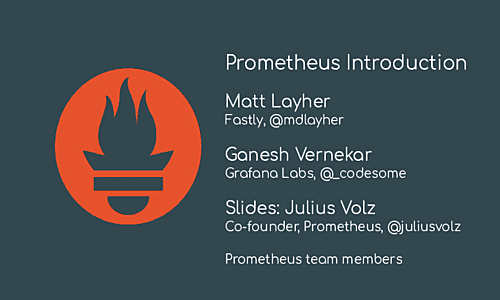 Prometheus Introduction
Matt Layher
Fastly, @mdlayher
Ganesh Vernekar
Grafana Labs, @_codesome
Slides: Julius Volz
Co-founder, Prometheus, @juliusvolz
Prometheus team members